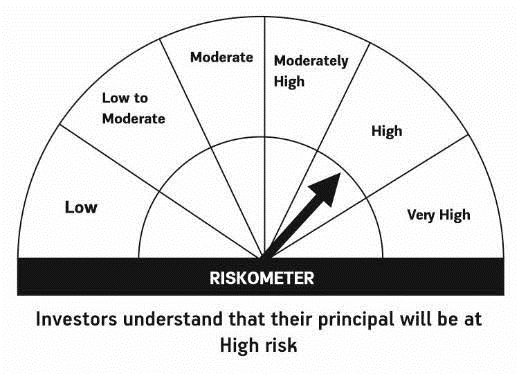 Moderate
Moderately
High
Low to
Moderate
High
Low
Very High
RISKOMETER
Investors understand that their principal will be at
High risk